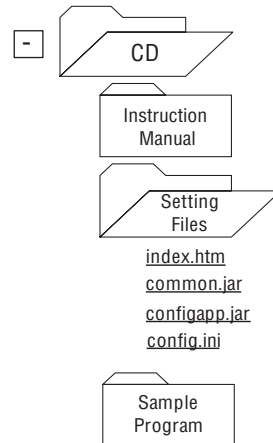 -
CD
Instruction
Manual
Setting
Files
index.htm
common.jar
configapp.jar
config.ini
Sample
Program